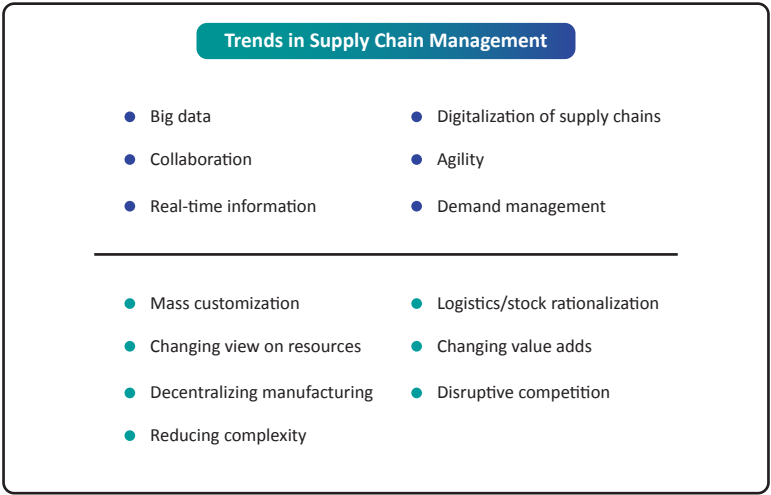 Trends in Supply Chain Management
Big data
Digitalization of supply chains
Collaboration
Agility
Real-time information
Demand management
Mass customization
Logistics/stock rationalization
Changing view on resources
Changing value adds
Decentralizing manufacturing
Disruptive competition
Reducing complexity